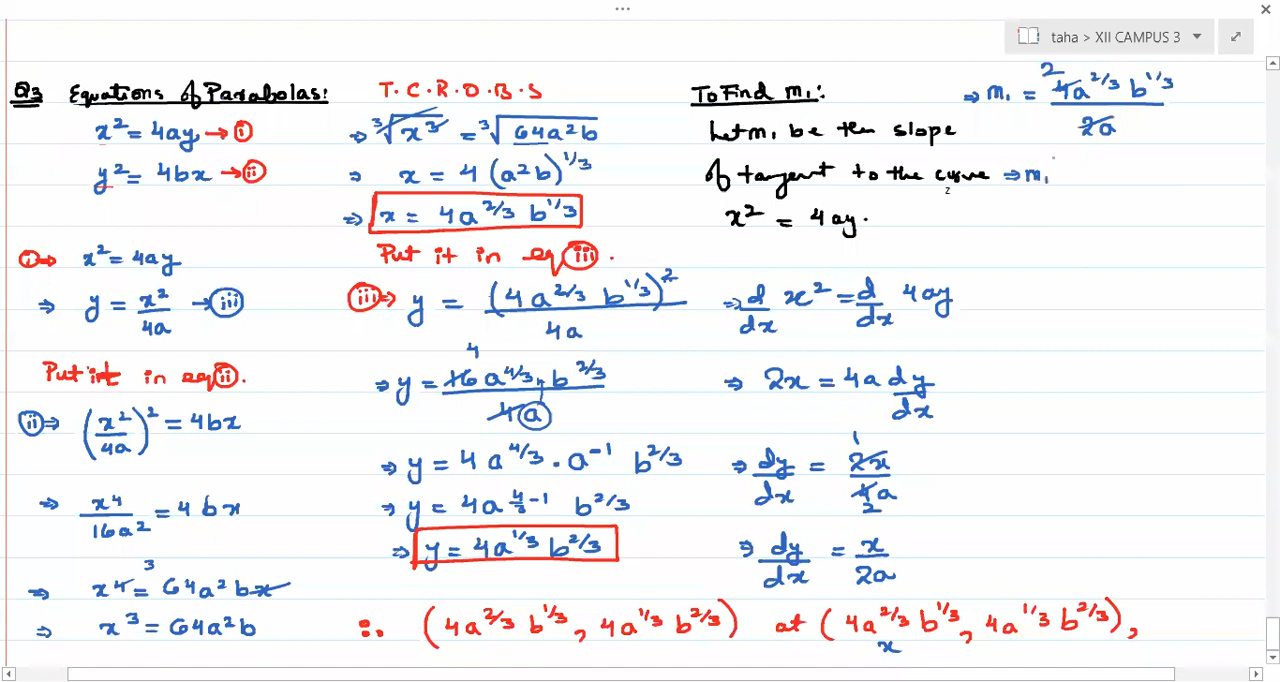 taha > XII CAMPUS 3
Q3 Equations of Parabolas:
x² = 4ay → (i)
y² = 4bx → (ii)
(i) ⇒ x² = 4ay
⇒ y = x²/4a → (iii)
Put it in eq (ii).
(ii) ⇒ (x²/4a)² = 4bx
⇒ x⁴/16a² = 4bx
⇒ x⁴ 3 = 64a²bx
⇒ x³ = 64a²b
T.C.R.O.B.S
⇒ ³√x³ = ³√64a²b
⇒ x = 4(a²b)^1/3
⇒ x = 4a^2/3 b^1/3
Put it in eq (iii).
(iii) ⇒ y = (4a^2/3 b^1/3)²/4a
⇒ y = 4 16a^4/3 · b^2/3/4a
⇒ y = 4a^4/3 · a^-1 b^2/3
⇒ y = 4a^4/3-1 b^2/3
⇒ y = 4a^1/3 b^2/3
∴ (4a^2/3 b^1/3, 4a^1/3 b^2/3)
To Find m₁:
Let m₁ be the slope
of tangent to the curve
x² = 4ay.
⇒ d/dx x² = d/dx 4ay
⇒ 2x = 4a dy/dx
⇒ dy/dx = 1 2x/4a 2
⇒ dy/dx = x/2a
at (4a^2/3 b^1/3, 4a^1/3 b^2/3),
x
⇒ m₁ = 2 4a^2/3 b^1/3/2a
⇒ m₁